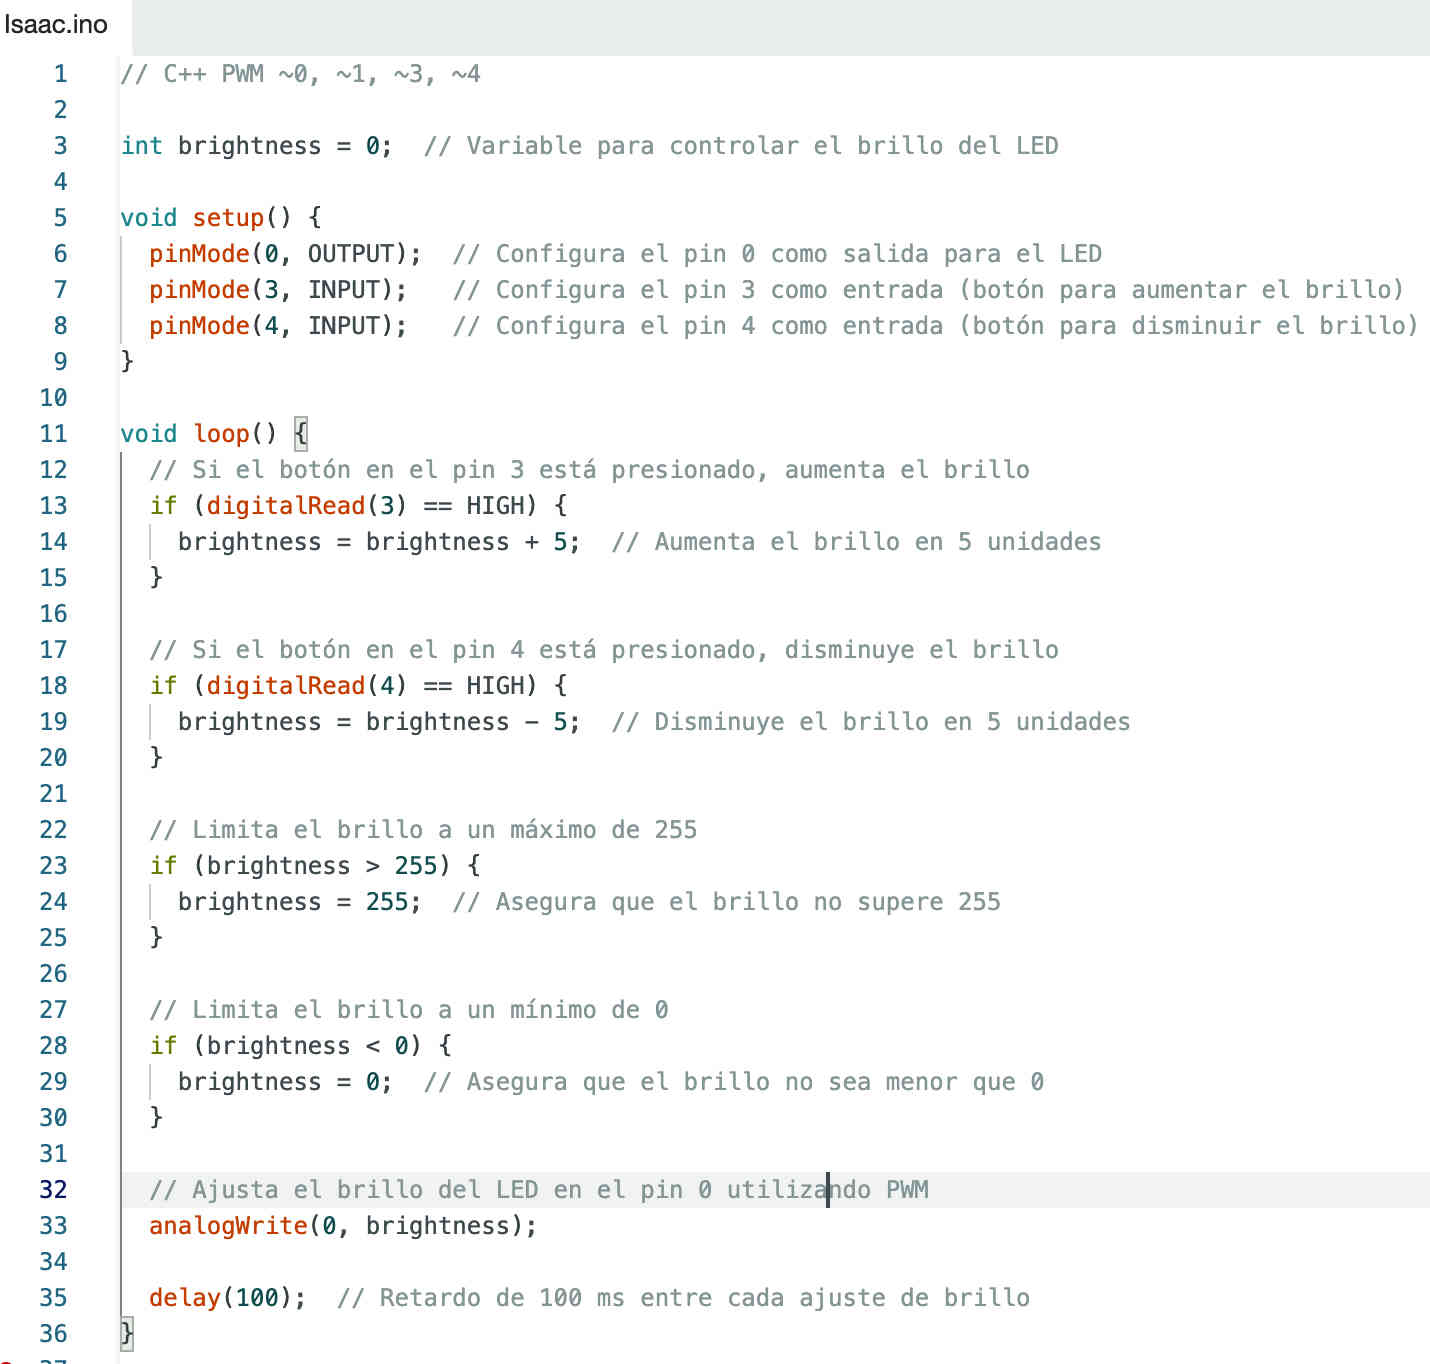 Isaac.ino
1 // C++ PWM ~0, ~1, ~3, ~4
2
3 int brightness = 0;  // Variable para controlar el brillo del LED
4
5 void setup() {
6   pinMode(0, OUTPUT);  // Configura el pin 0 como salida para el LED
7   pinMode(3, INPUT);   // Configura el pin 3 como entrada (botón para aumentar el brillo)
8   pinMode(4, INPUT);   // Configura el pin 4 como entrada (botón para disminuir el brillo)
9 }
10
11 void loop() {
12   // Si el botón en el pin 3 está presionado, aumenta el brillo
13   if (digitalRead(3) == HIGH) {
14     brightness = brightness + 5;  // Aumenta el brillo en 5 unidades
15   }
16
17   // Si el botón en el pin 4 está presionado, disminuye el brillo
18   if (digitalRead(4) == HIGH) {
19     brightness = brightness - 5;  // Disminuye el brillo en 5 unidades
20   }
21
22   // Limita el brillo a un máximo de 255
23   if (brightness > 255) {
24     brightness = 255;  // Asegura que el brillo no supere 255
25   }
26
27   // Limita el brillo a un mínimo de 0
28   if (brightness < 0) {
29     brightness = 0;  // Asegura que el brillo no sea menor que 0
30   }
31
32   // Ajusta el brillo del LED en el pin 0 utilizando PWM
33   analogWrite(0, brightness);
34
35   delay(100);  // Retardo de 100 ms entre cada ajuste de brillo
36 }